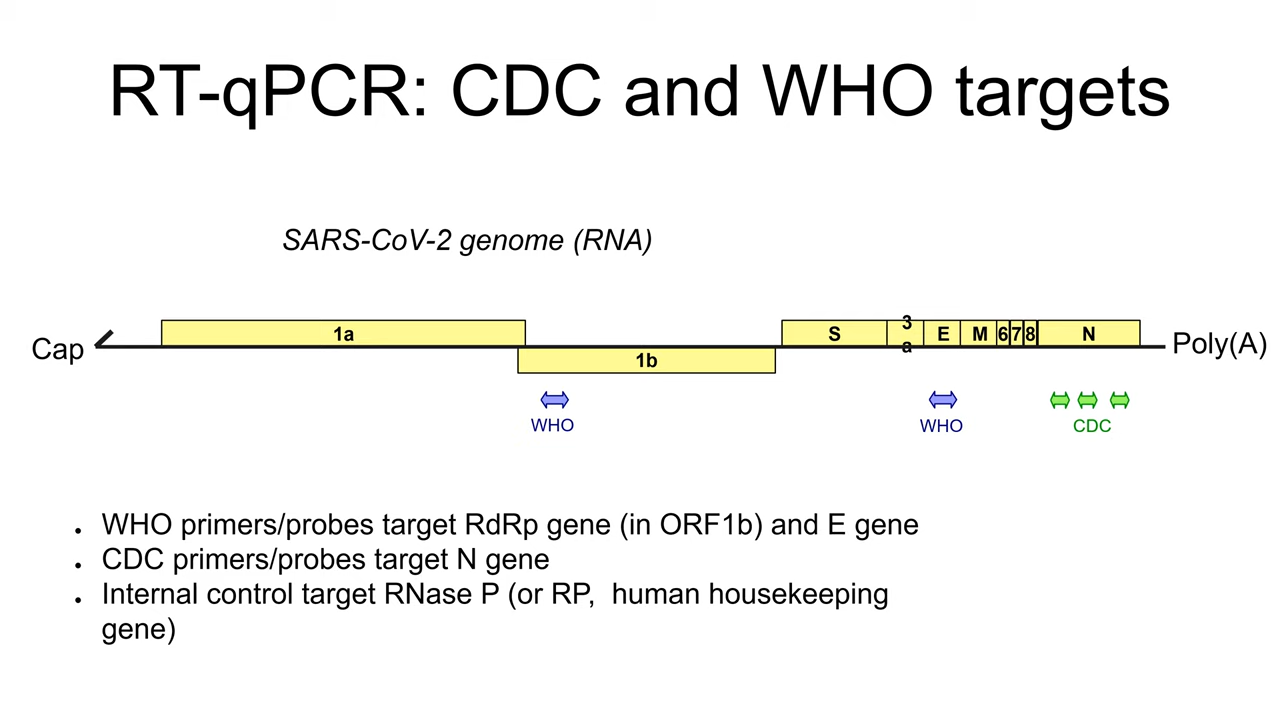 RT-qPCR: CDC and WHO targets
SARS-CoV-2 genome (RNA)
Cap
1a
1b
S
3
a
E
M
6
7
8
N
Poly(A)
WHO
WHO
CDC
• WHO primers/probes target RdRp gene (in ORF1b) and E gene
• CDC primers/probes target N gene
• Internal control target RNase P (or RP, human housekeeping
gene)